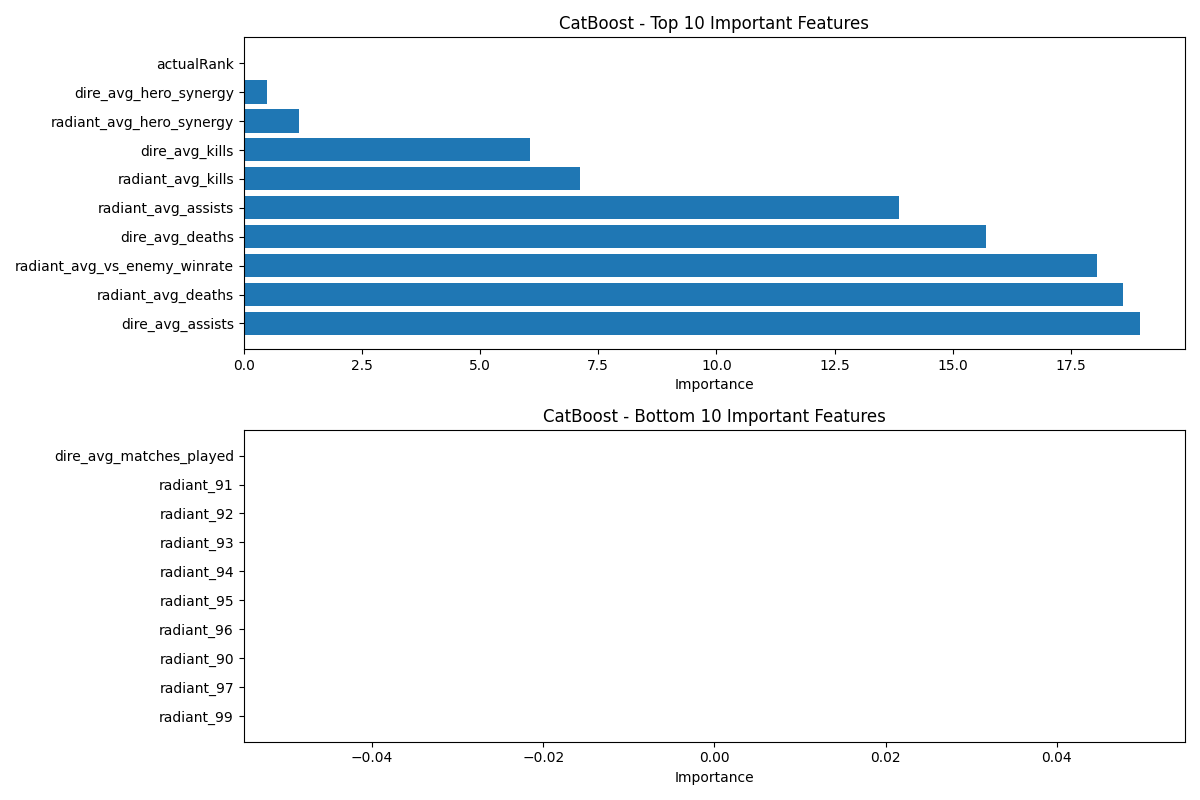 CatBoost - Top 10 Important Features
actualRank
dire_avg_hero_synergy
radiant_avg_hero_synergy
dire_avg_kills
radiant_avg_kills
radiant_avg_assists
dire_avg_deaths
radiant_avg_vs_enemy_winrate
radiant_avg_deaths
dire_avg_assists
0.0 2.5 5.0 7.5 10.0 12.5 15.0 17.5
Importance
CatBoost - Bottom 10 Important Features
dire_avg_matches_played
radiant_91
radiant_92
radiant_93
radiant_94
radiant_95
radiant_96
radiant_90
radiant_97
radiant_99
−0.04 −0.02 0.00 0.02 0.04
Importance